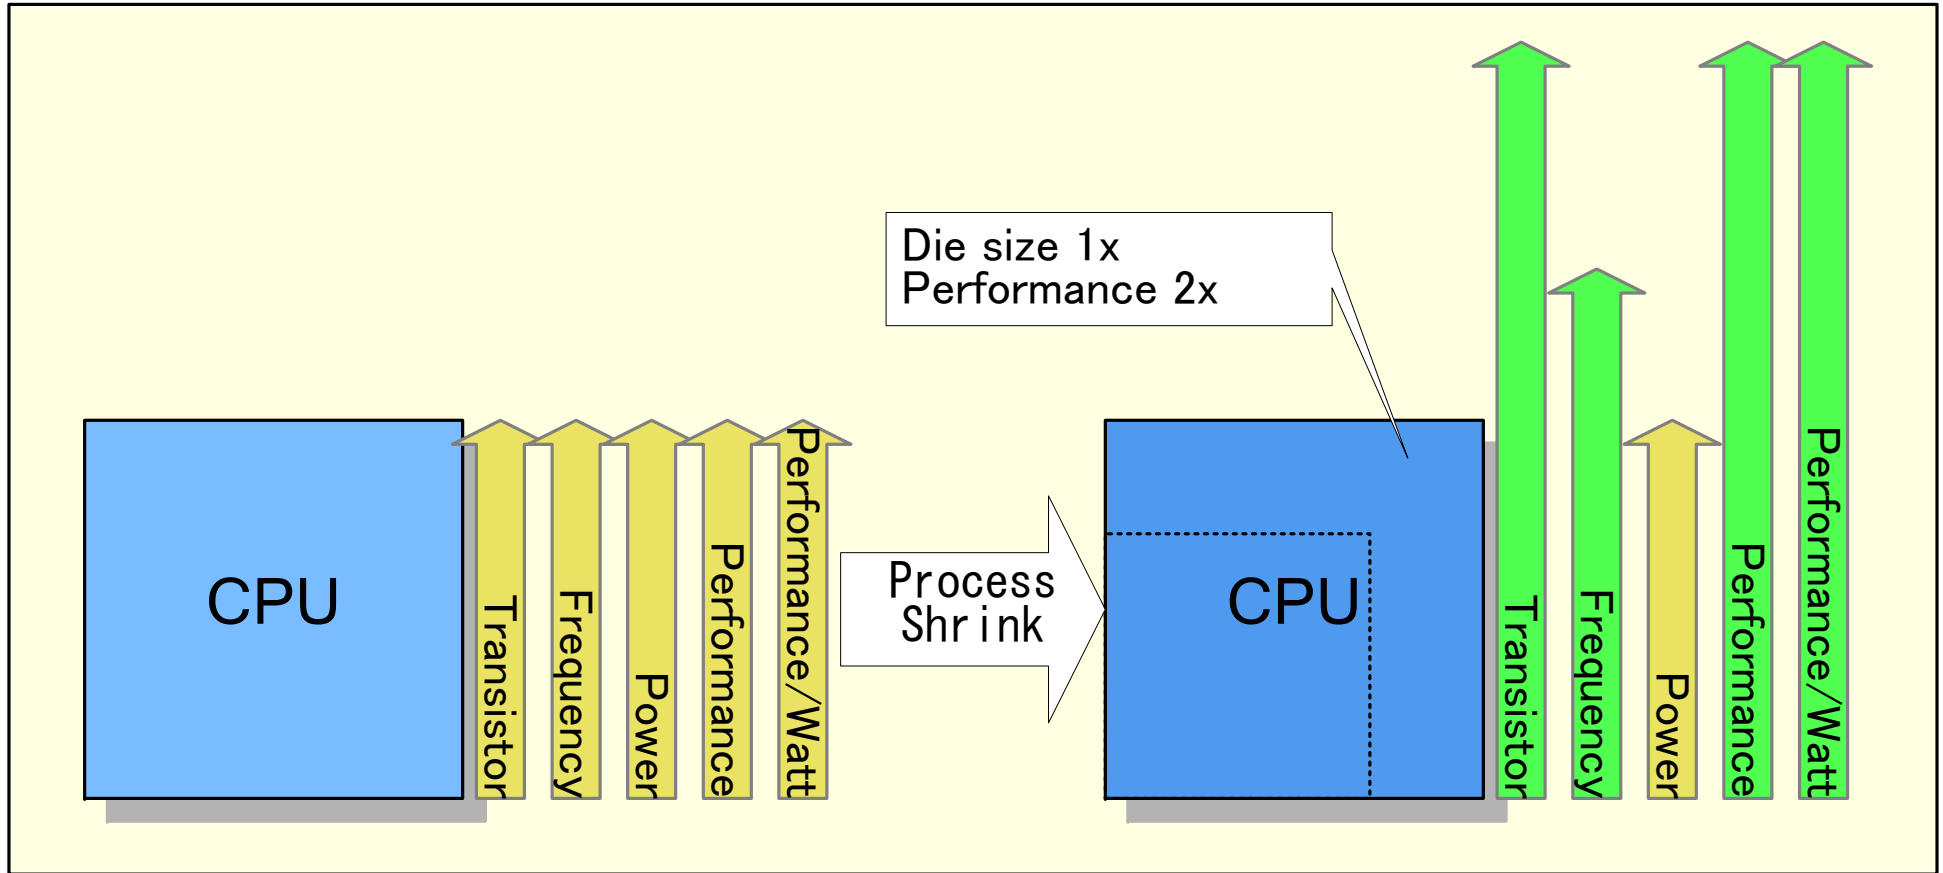 Die size 1x
Performance 2x
CPU
Transistor
Frequency
Power
Performance
Performance/Watt
Process
Shrink
CPU
Transistor
Frequency
Power
Performance
Performance/Watt